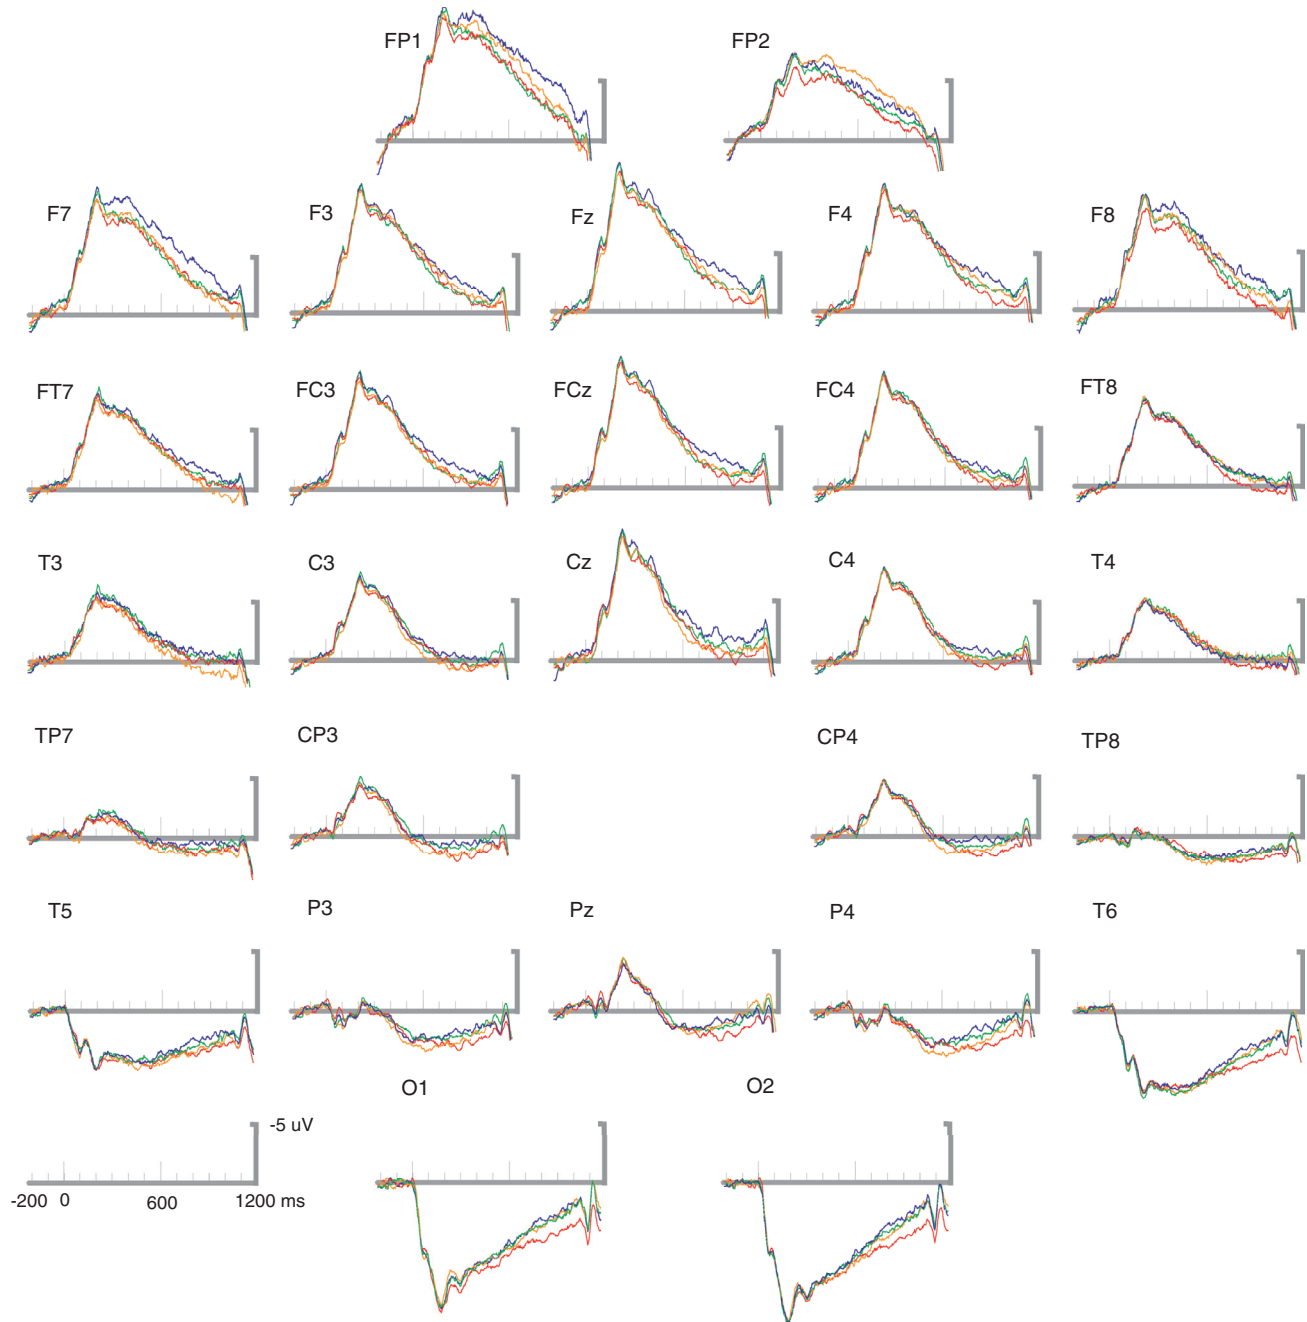 FP1 FP2
F7 F3 Fz F4 F8
FT7 FC3 FCz FC4 FT8
T3 C3 Cz C4 T4
TP7 CP3 CP4 TP8
T5 P3 Pz P4 T6
O1 O2
-5 uV
-200 0 600 1200 ms